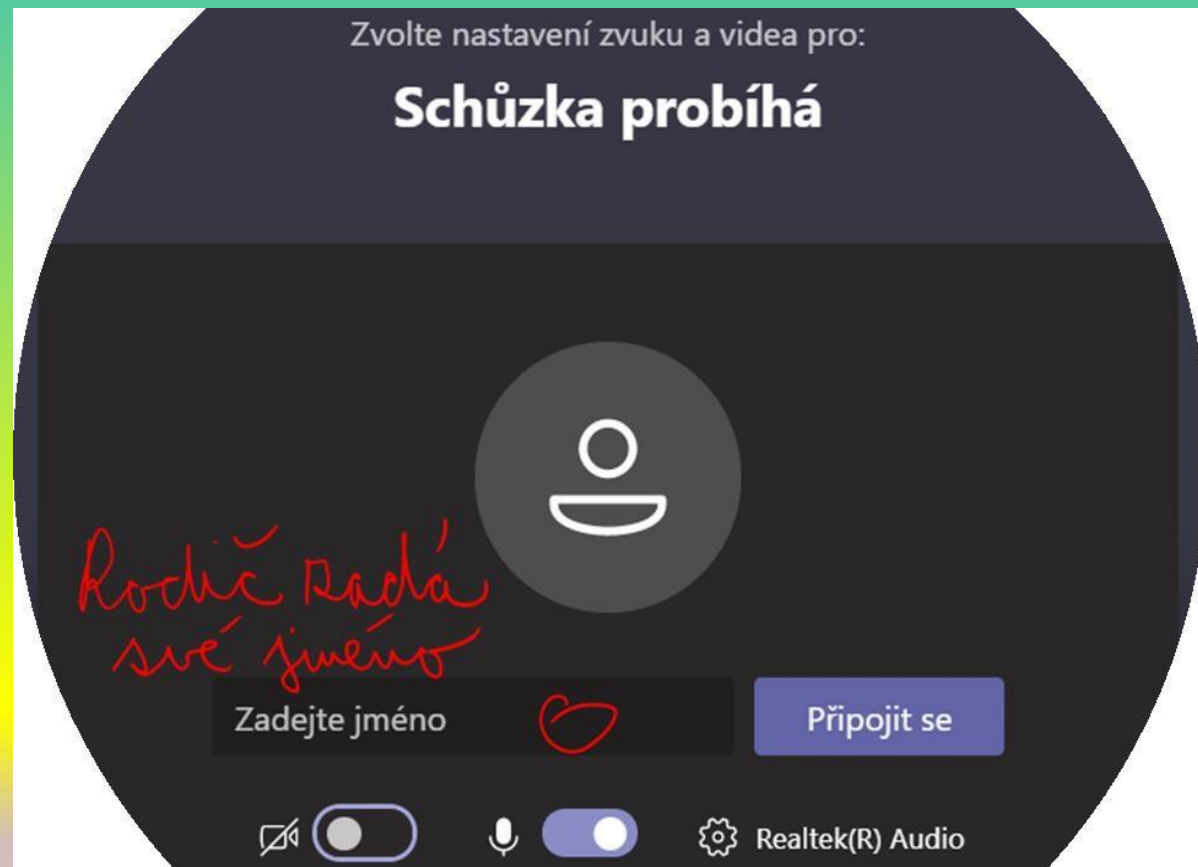 Zvolte nastavení zvuku a videa pro:
Schůzka probíhá
Rodič zadá
své jméno
Zadejte jméno
Připojit se
Realtek(R) Audio